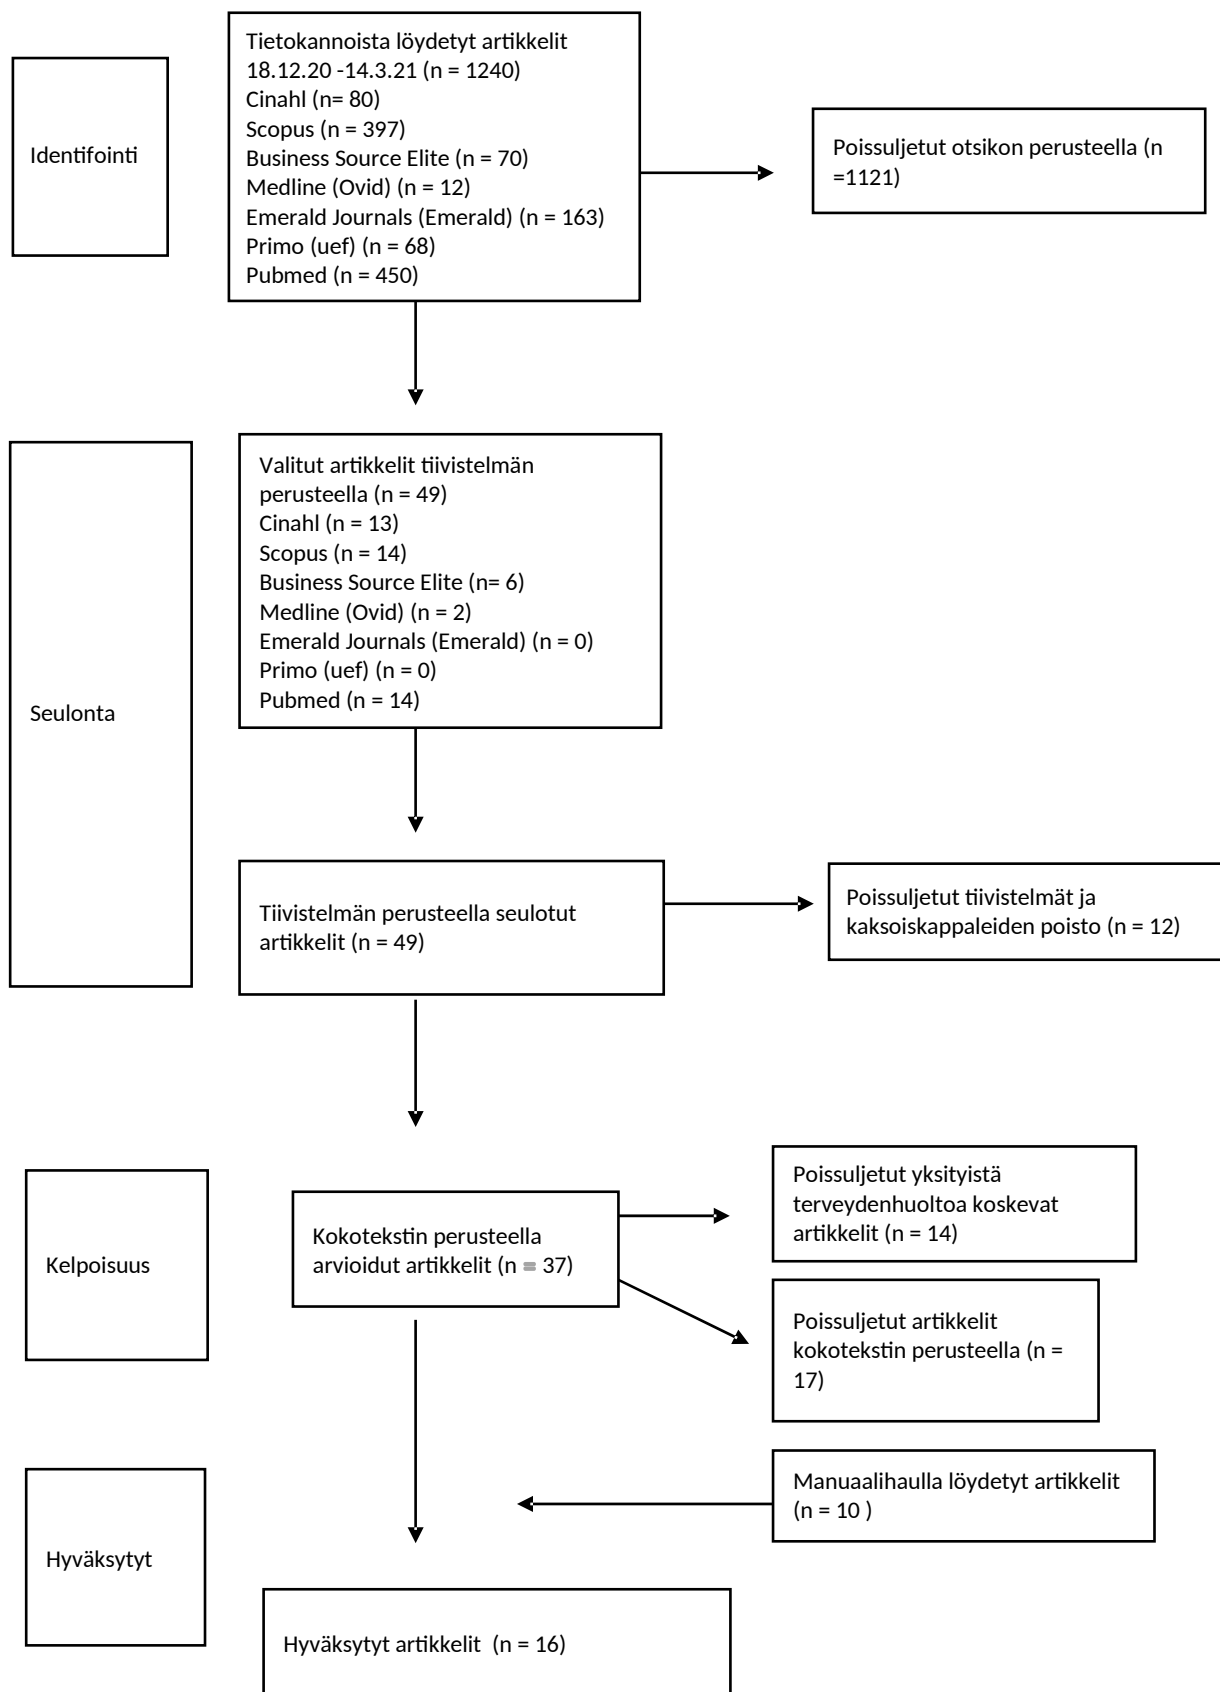 Identifointi
Tietokannoista löydetyt artikkelit
18.12.20 -14.3.21 (n = 1240)
Cinahl (n= 80)
Scopus (n = 397)
Business Source Elite (n = 70)
Medline (Ovid) (n = 12)
Emerald Journals (Emerald) (n = 163)
Primo (uef) (n = 68)
Pubmed (n = 450)
Poissuljetut otsikon perusteella (n
=1121)
Seulonta
Valitut artikkelit tiivistelmän
perusteella (n = 49)
Cinahl (n = 13)
Scopus (n = 14)
Business Source Elite (n= 6)
Medline (Ovid) (n = 2)
Emerald Journals (Emerald) (n = 0)
Primo (uef) (n = 0)
Pubmed (n = 14)
Tiivistelmän perusteella seulotut
artikkelit (n = 49)
Poissuljetut tiivistelmät ja
kaksoiskappaleiden poisto (n = 12)
Kelpoisuus
Kokotekstin perusteella
arvioidut artikkelit (n = 37)
Poissuljetut yksityistä
terveydenhuoltoa koskevat
artikkelit (n = 14)
Poissuljetut artikkelit
kokotekstin perusteella (n =
17)
Manuaalihaulla löydetyt artikkelit
(n = 10 )
Hyväksytyt
Hyväksytyt artikkelit  (n = 16)